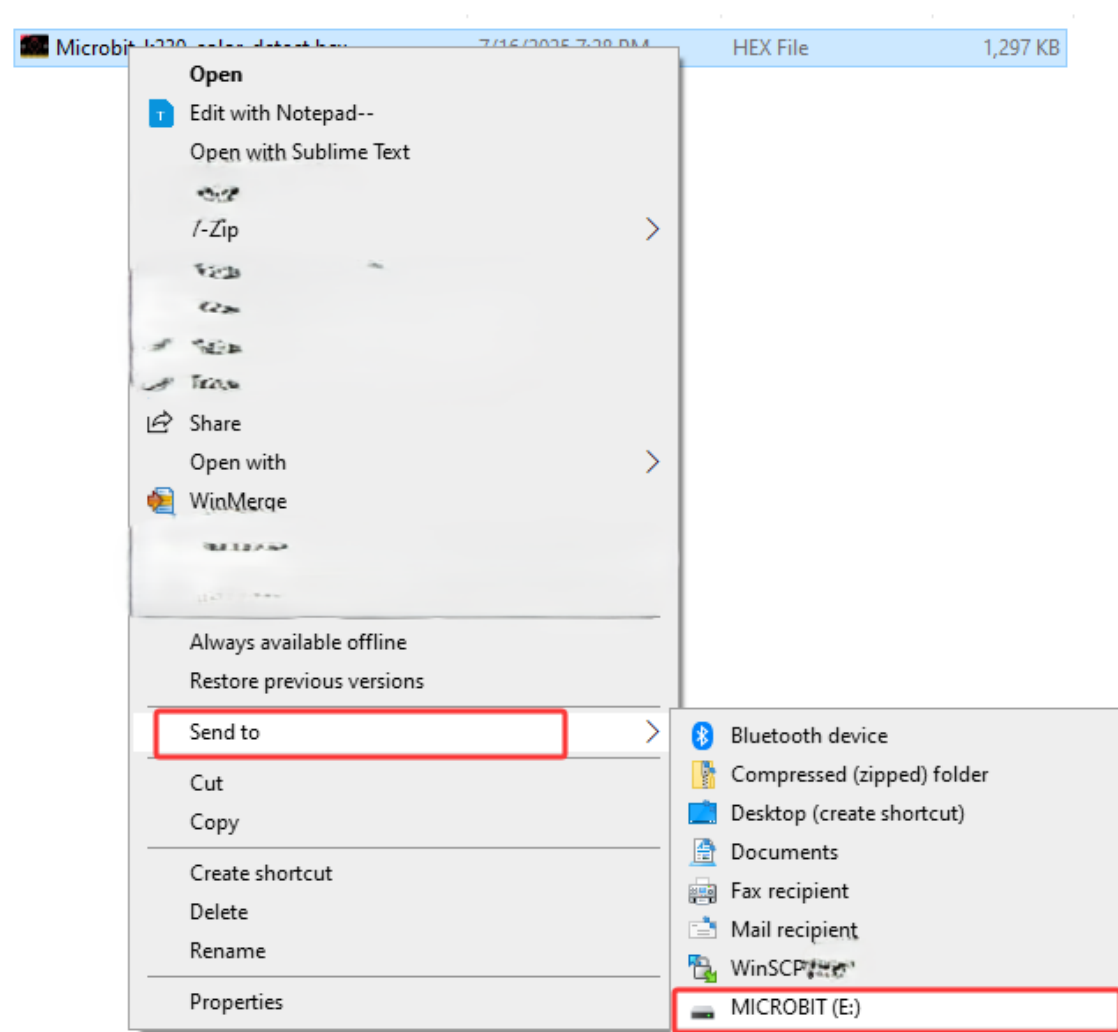 HEX File 1,297 KB
Open
Edit with Notepad--
Open with Sublime Text
/-Zip
Share
Open with
WinMerge
Always available offline
Restore previous versions
Send to
Cut
Copy
Create shortcut
Delete
Rename
Properties
Bluetooth device
Compressed (zipped) folder
Desktop (create shortcut)
Documents
Fax recipient
Mail recipient
WinSCP
MICROBIT (E:)